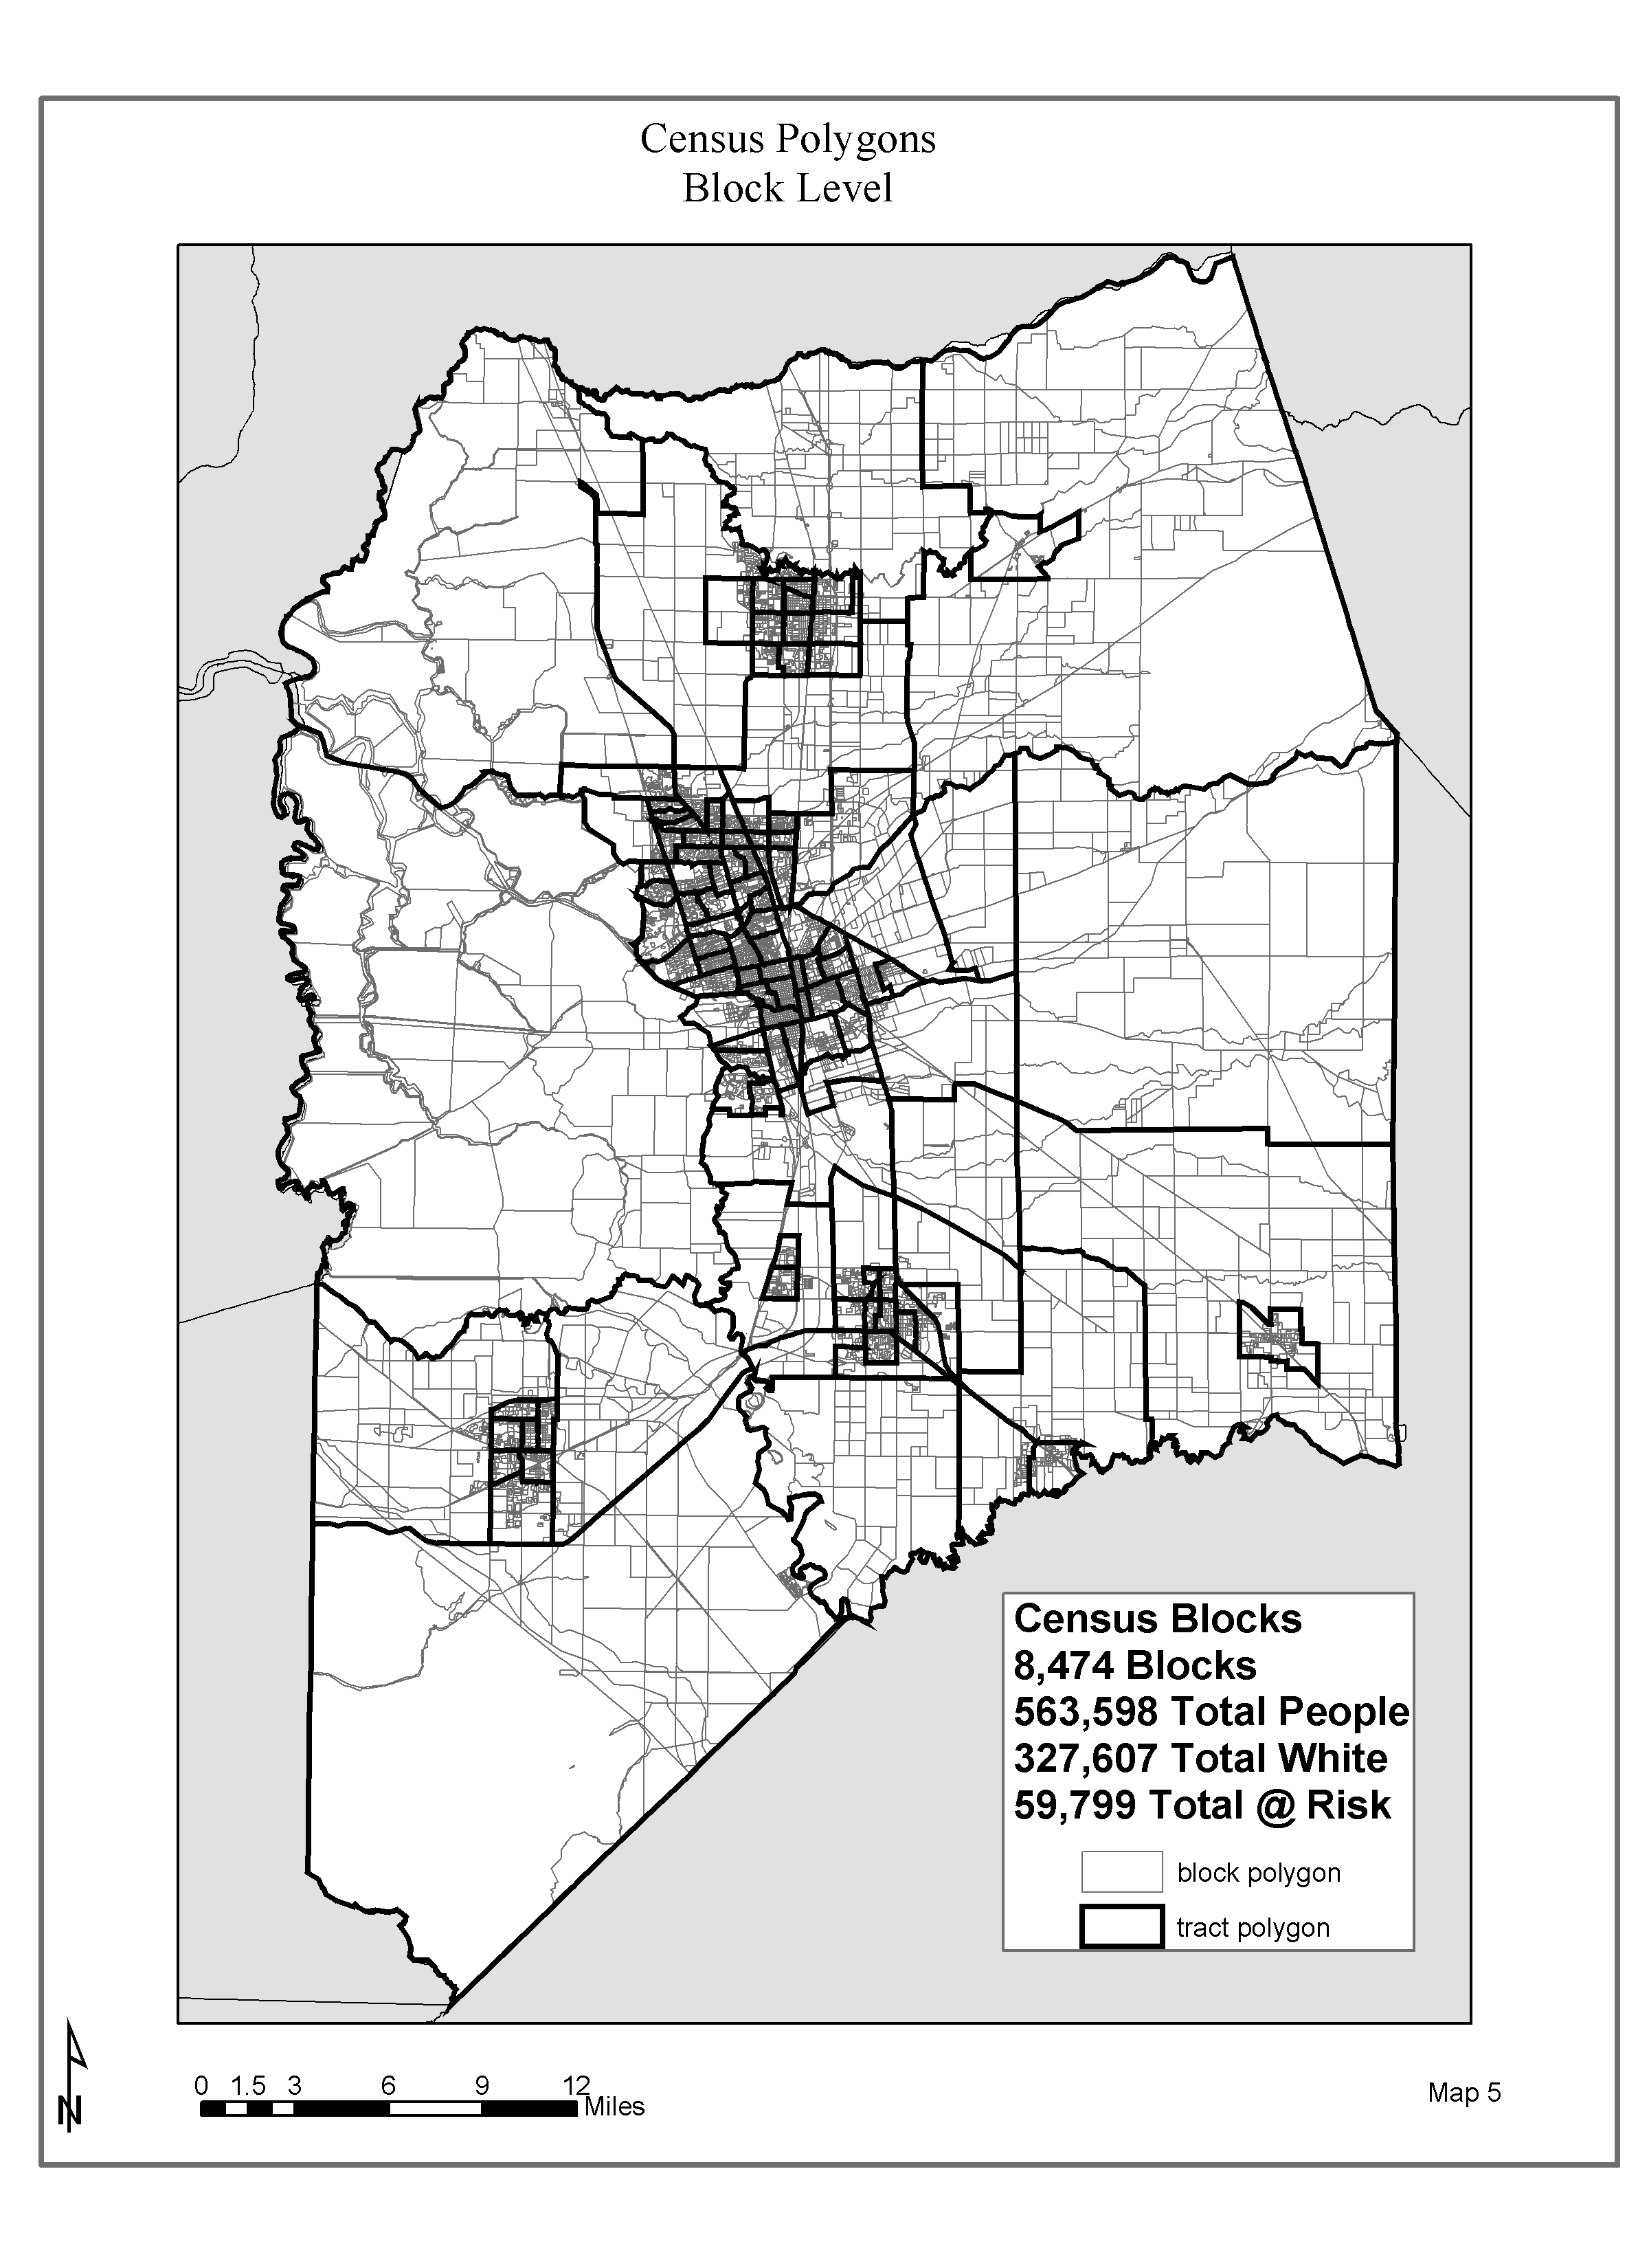 Census Polygons
Block Level
Census Blocks
8,474 Blocks
563,598 Total People
327,607 Total White
59,799 Total @ Risk
block polygon
tract polygon
N
0 1.5 3 6 9 12
Miles
Map 5